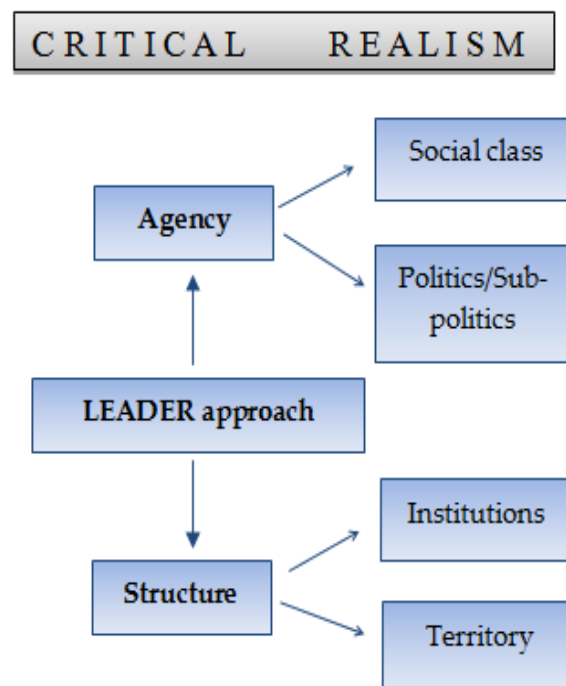 CRITICAL REALISM
Social class
Agency
Politics/Sub-
politics
LEADER approach
Institutions
Structure
Territory